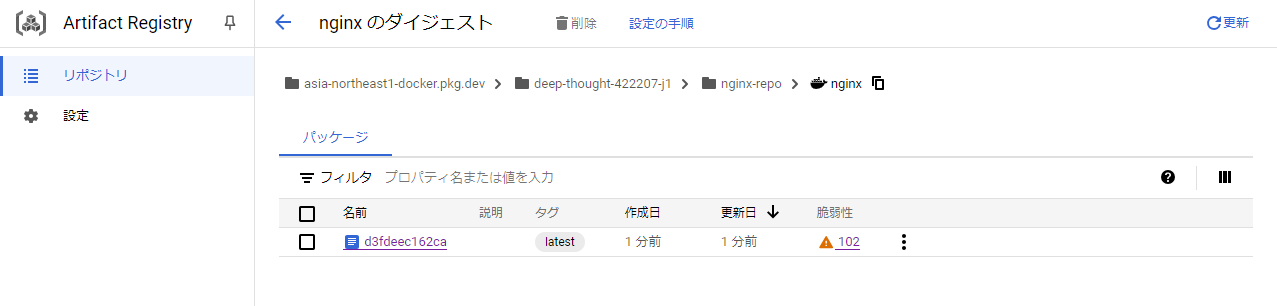 Artifact Registry
nginx のダイジェスト 削除 設定の手順 更新
リポジトリ
設定
asia-northeast1-docker.pkg.dev deep-thought-422207-j1 nginx-repo nginx
パッケージ
フィルタ プロパティ名または値を入力
名前 説明 タグ 作成日 更新日 脆弱性
d3fdeec162ca latest 1 分前 1 分前 102